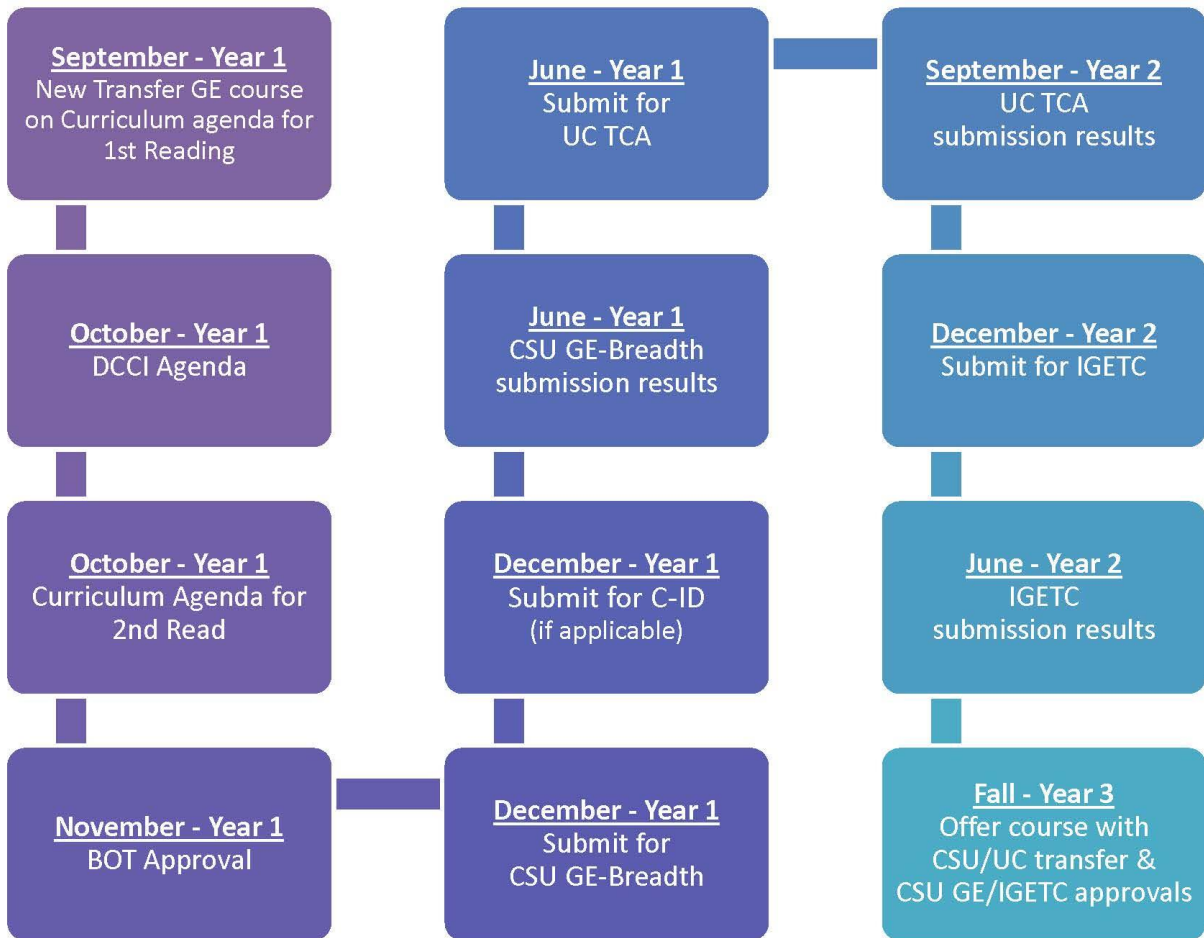 September - Year 1
New Transfer GE course
on Curriculum agenda for
1st Reading
October - Year 1
DCCI Agenda
October - Year 1
Curriculum Agenda for
2nd Read
November - Year 1
BOT Approval
December - Year 1
Submit for
CSU GE-Breadth
December - Year 1
Submit for C-ID
(if applicable)
June - Year 1
CSU GE-Breadth
submission results
June - Year 1
Submit for
UC TCA
September - Year 2
UC TCA
submission results
December - Year 2
Submit for IGETC
June - Year 2
IGETC
submission results
Fall - Year 3
Offer course with
CSU/UC transfer &
CSU GE/IGETC approvals